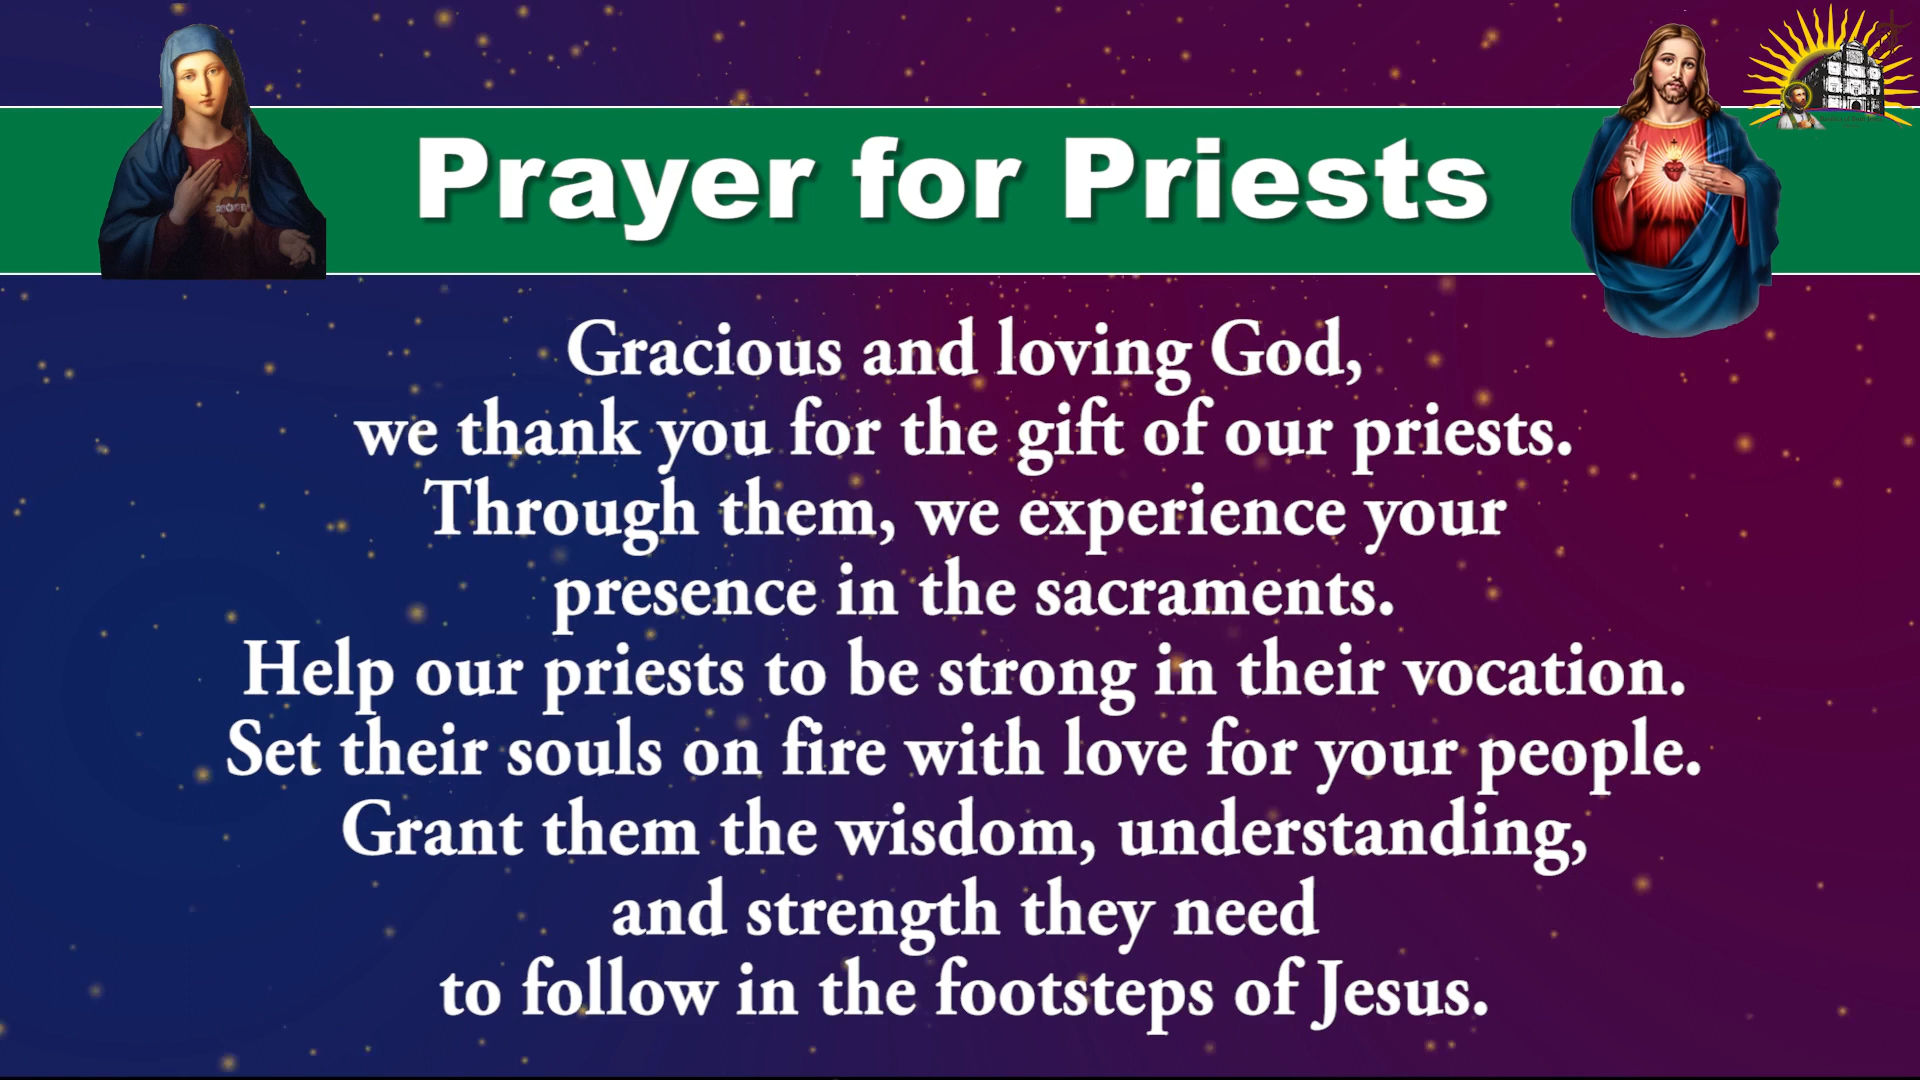 Prayer for Priests
Gracious and loving God,
we thank you for the gift of our priests.
Through them, we experience your
presence in the sacraments.
Help our priests to be strong in their vocation.
Set their souls on fire with love for your people.
Grant them the wisdom, understanding,
and strength they need
to follow in the footsteps of Jesus.